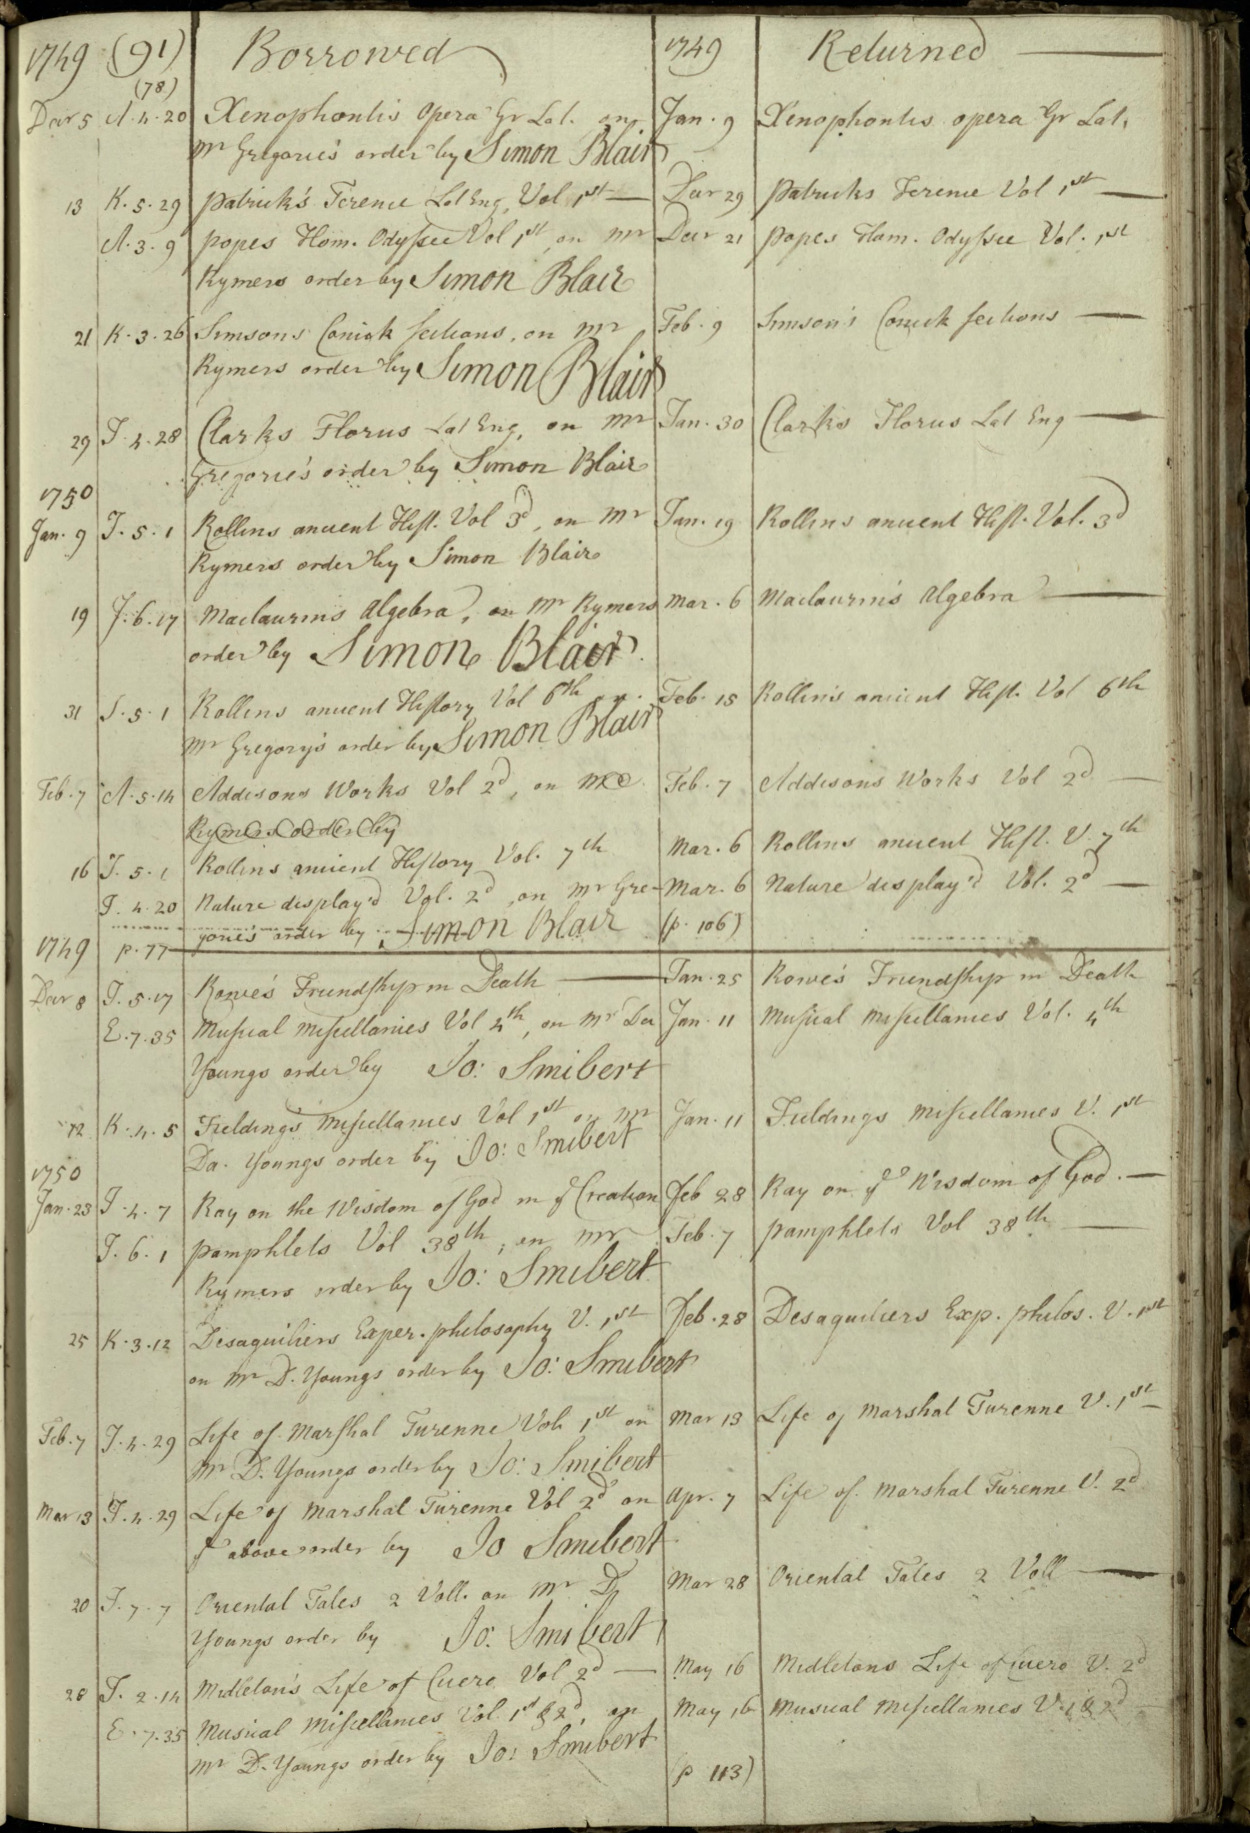 1749 (91) Borrowed 1749 Returned
(78)
Decr 5 A.4.20 Xenophontis opera Gr Lat. on Jan. 9 Xenophontis opera Gr Lat.
Mr Gregorie's order by Simon Blair
13 K.5.29 Patrick's Terence Lat Eng. Vol 1st Decr 29 Patricks Terence Vol 1st
A.3.9 Popes Hom. Odyssee Vol 1st on Mr Decr 21 Popes Hom. Odyssee Vol. 1st
Rymers order by Simon Blair
21 K.3.26 Simsons Conick sections, on Mr Feb. 9 Simson's Conick sections
Rymers order by Simon Blair
29 J.4.28 Clarks Florus Lat Eng, on Mr Jan. 30 Clarks Florus Lat Eng
Gregorie's order by Simon Blair
1750
Jan. 9 J.5.1 Rollins ancient Hist. Vol 3d, on Mr Jan. 19 Rollins ancient Hist. Vol. 3d
Rymers order by Simon Blair
19 J.6.17 Maclaurins Algebra, on Mr Rymers Mar. 6 Maclaurin's Algebra
order by Simon Blair
31 J.5.1 Rollins ancient History Vol 6th on Feb. 15 Rollin's ancient Hist. Vol 6th
Mr Gregory's order by Simon Blair
Feb. 7 A.5.14 Addisons Works Vol 2d, on Mr Feb. 7 Addisons Works Vol 2d
Rymers order by
16 J.5.1 Rollins ancient History Vol. 7th Mar. 6 Rollins ancient Hist. V. 7th
J.4.20 Nature display'd Vol. 2d, on Mr Gre- Mar. 6 Nature display'd Vol. 2d
gorie's order by Simon Blair (p. 106)
1749 p. 77
Decr 8 J.5.17 Rowe's Friendship in Death Jan. 25 Rowe's Friendship in Death
E.7.35 Musical Miscellanies Vol 4th, on Mr Da Jan. 11 Musical Miscellanies Vol. 4th
Youngs order by Jo: Smibert
12 K.4.5 Fieldings Miscellanies Vol 1st on Mr Jan. 11 Fieldings Miscellanies V. 1st
Da. Youngs order by Jo: Smibert
1750
Jan. 23 J.4.7 Ray on the Wisdom of God in ye Creation Feb 28 Ray on ye Wisdom of God.
J.6.1 Pamphlets Vol 38th, on Mr Feb. 7 Pamphlets Vol 38th
Rymers order by Jo: Smibert
25 K.3.12 Desaguiliers Exper. philosophy V. 1st Feb. 28 Desaguiliers Exp. philos. V. 1st
on Mr D. Youngs order by Jo: Smibert
Feb. 7 J.4.29 Life of Marshal Turenne Vol. 1st on Mar 13 Life of Marshal Turenne V. 1st
Mr D. Youngs order by Jo: Smibert
Mar 13 J.4.29 Life of Marshal Turenne Vol 2d on Apr. 7 Life of Marshal Turenne V. 2d
ye above order by Jo Smibert
20 J.7.7 Oriental Tales 2 Voll. on Mr D. Mar 28 Oriental Tales 2 Voll
Youngs order by Jo: Smibert
28 J.2.14 Midleton's Life of Cicero Vol 2d May 16 Midletons Life of Cicero V. 2d
E.7.35 Musical Miscellanies Vol 1st & 2d, on May 16 Musical Miscellanies V. 1 & 2d
Mr D. Youngs order by Jo: Smibert
(p 113)